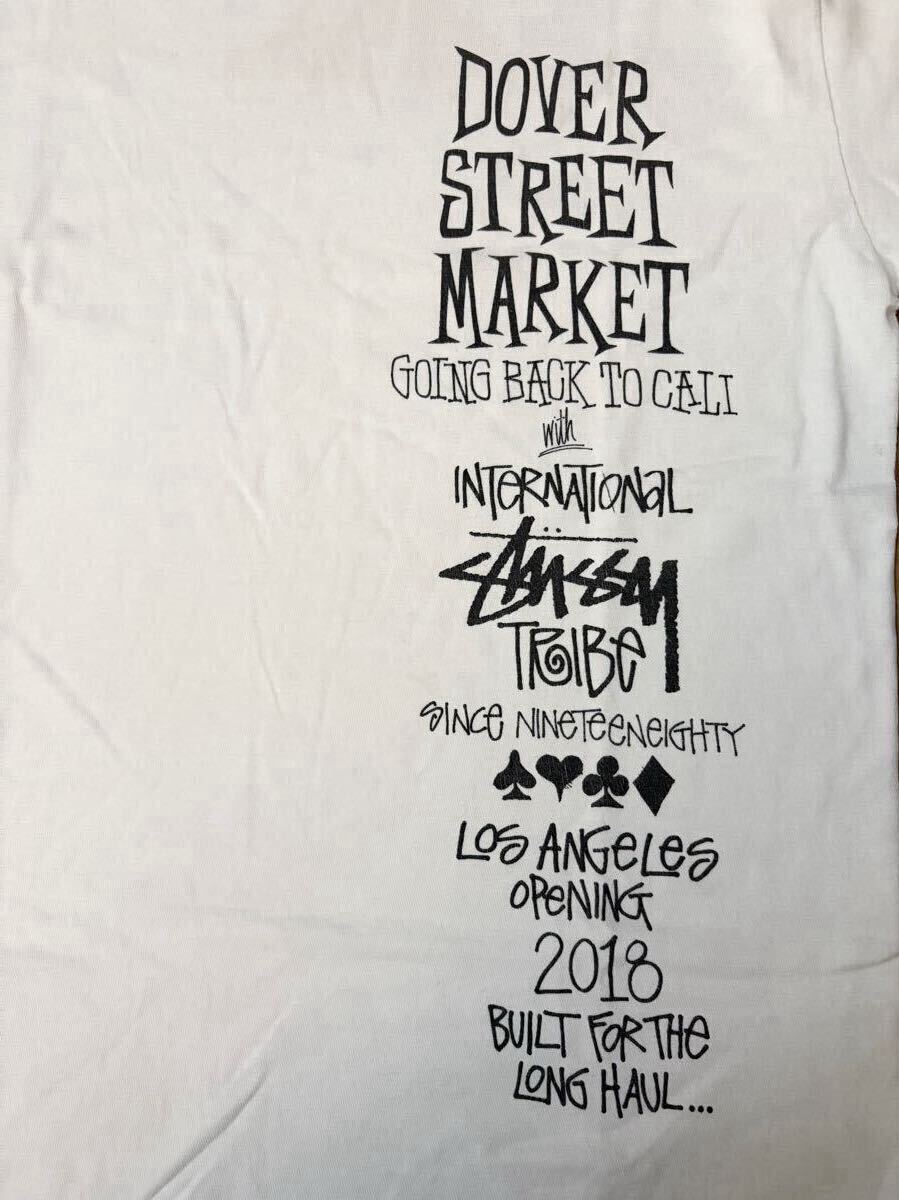 DOVER
STREET
MARKET
GOING BACK TO CALI
with
INTERNATIONAL
STÜSSY
TRIBE
SINCE NINETEENEIGHTY
♠♥♣♦
LOS ANGELES
OPENING
2018
BUILT FOR THE
LONG HAUL...